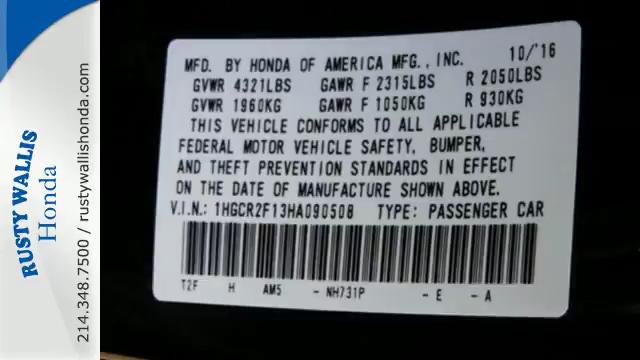 MFD. BY HONDA OF AMERICA MFG., INC. 10/'16
GVWR 4321LBS GAWR F 2315LBS R 2050LBS
GVWR 1960KG GAWR F 1050KG R 930KG
THIS VEHICLE CONFORMS TO ALL APPLICABLE
FEDERAL MOTOR VEHICLE SAFETY, BUMPER,
AND THEFT PREVENTION STANDARDS IN EFFECT
ON THE DATE OF MANUFACTURE SHOWN ABOVE.
V.I.N.: 1HGCR2F13HA090508 TYPE: PASSENGER CAR
T2F H AM5 - NH731P - E - A
RUSTY WALLIS
Honda
214.348.7500 / rustywallishonda.com